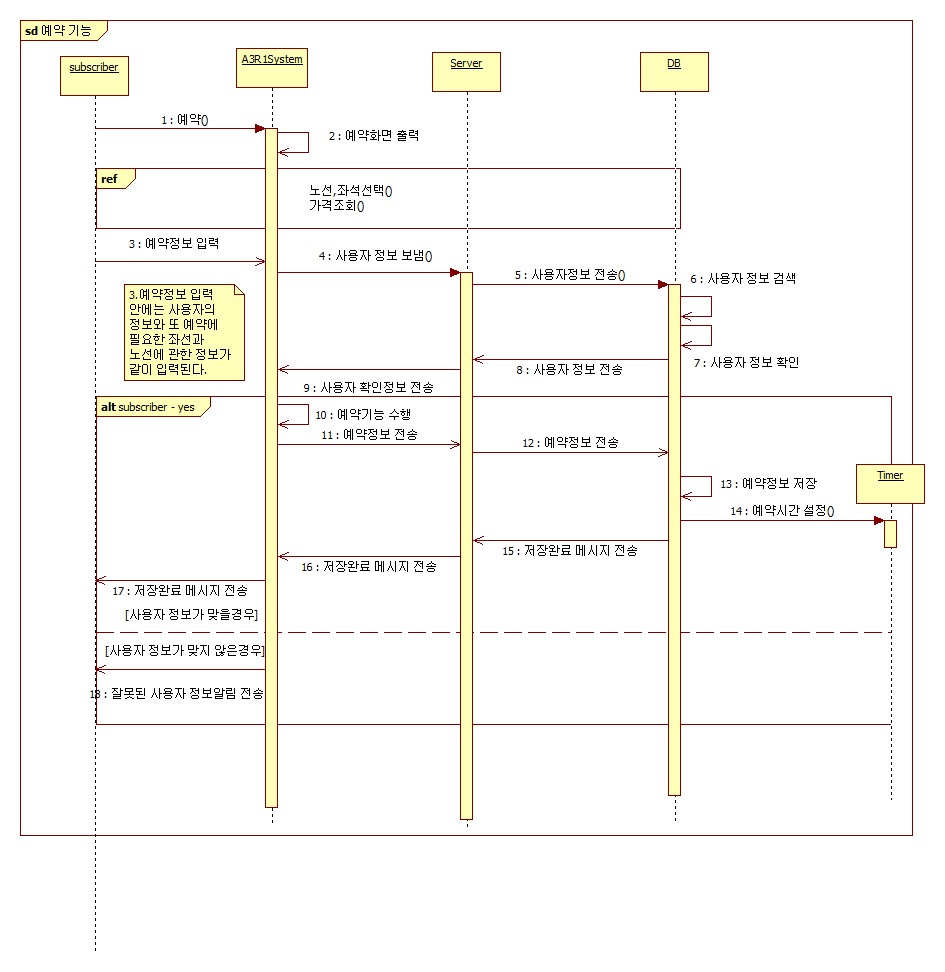 sd 예약 기능
subscriber
A3R1System
Server
DB
1 : 예약()
2 : 예약화면 출력
ref
노선,좌석선택()
가격조회()
3 : 예약정보 입력
4 : 사용자 정보 보냄()
5 : 사용자정보 전송()
6 : 사용자 정보 검색
3.예약정보 입력
안에는 사용자의
정보와 또 예약에
필요한 좌선과
노선에 관한 정보가
같이 입력된다.
7 : 사용자 정보 확인
8 : 사용자 정보 전송
9 : 사용자 확인정보 전송
alt subscriber - yes
10 : 예약기능 수행
11 : 예약정보 전송
12 : 예약정보 전송
Timer
13 : 예약정보 저장
14 : 예약시간 설정()
15 : 저장완료 메시지 전송
16 : 저장완료 메시지 전송
17 : 저장완료 메시지 전송
[사용자 정보가 맞을경우]
[사용자 정보가 맞지 않은경우]
18 : 잘못된 사용자 정보알림 전송